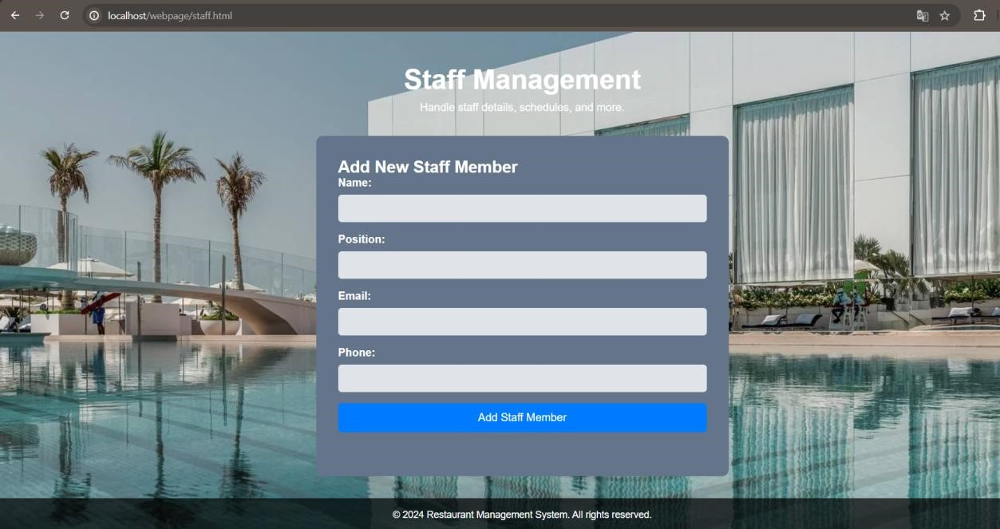 localhost/webpage/staff.html
Staff Management
Handle staff details, schedules, and more.
Add New Staff Member
Name:
Position:
Email:
Phone:
Add Staff Member
© 2024 Restaurant Management System. All rights reserved.